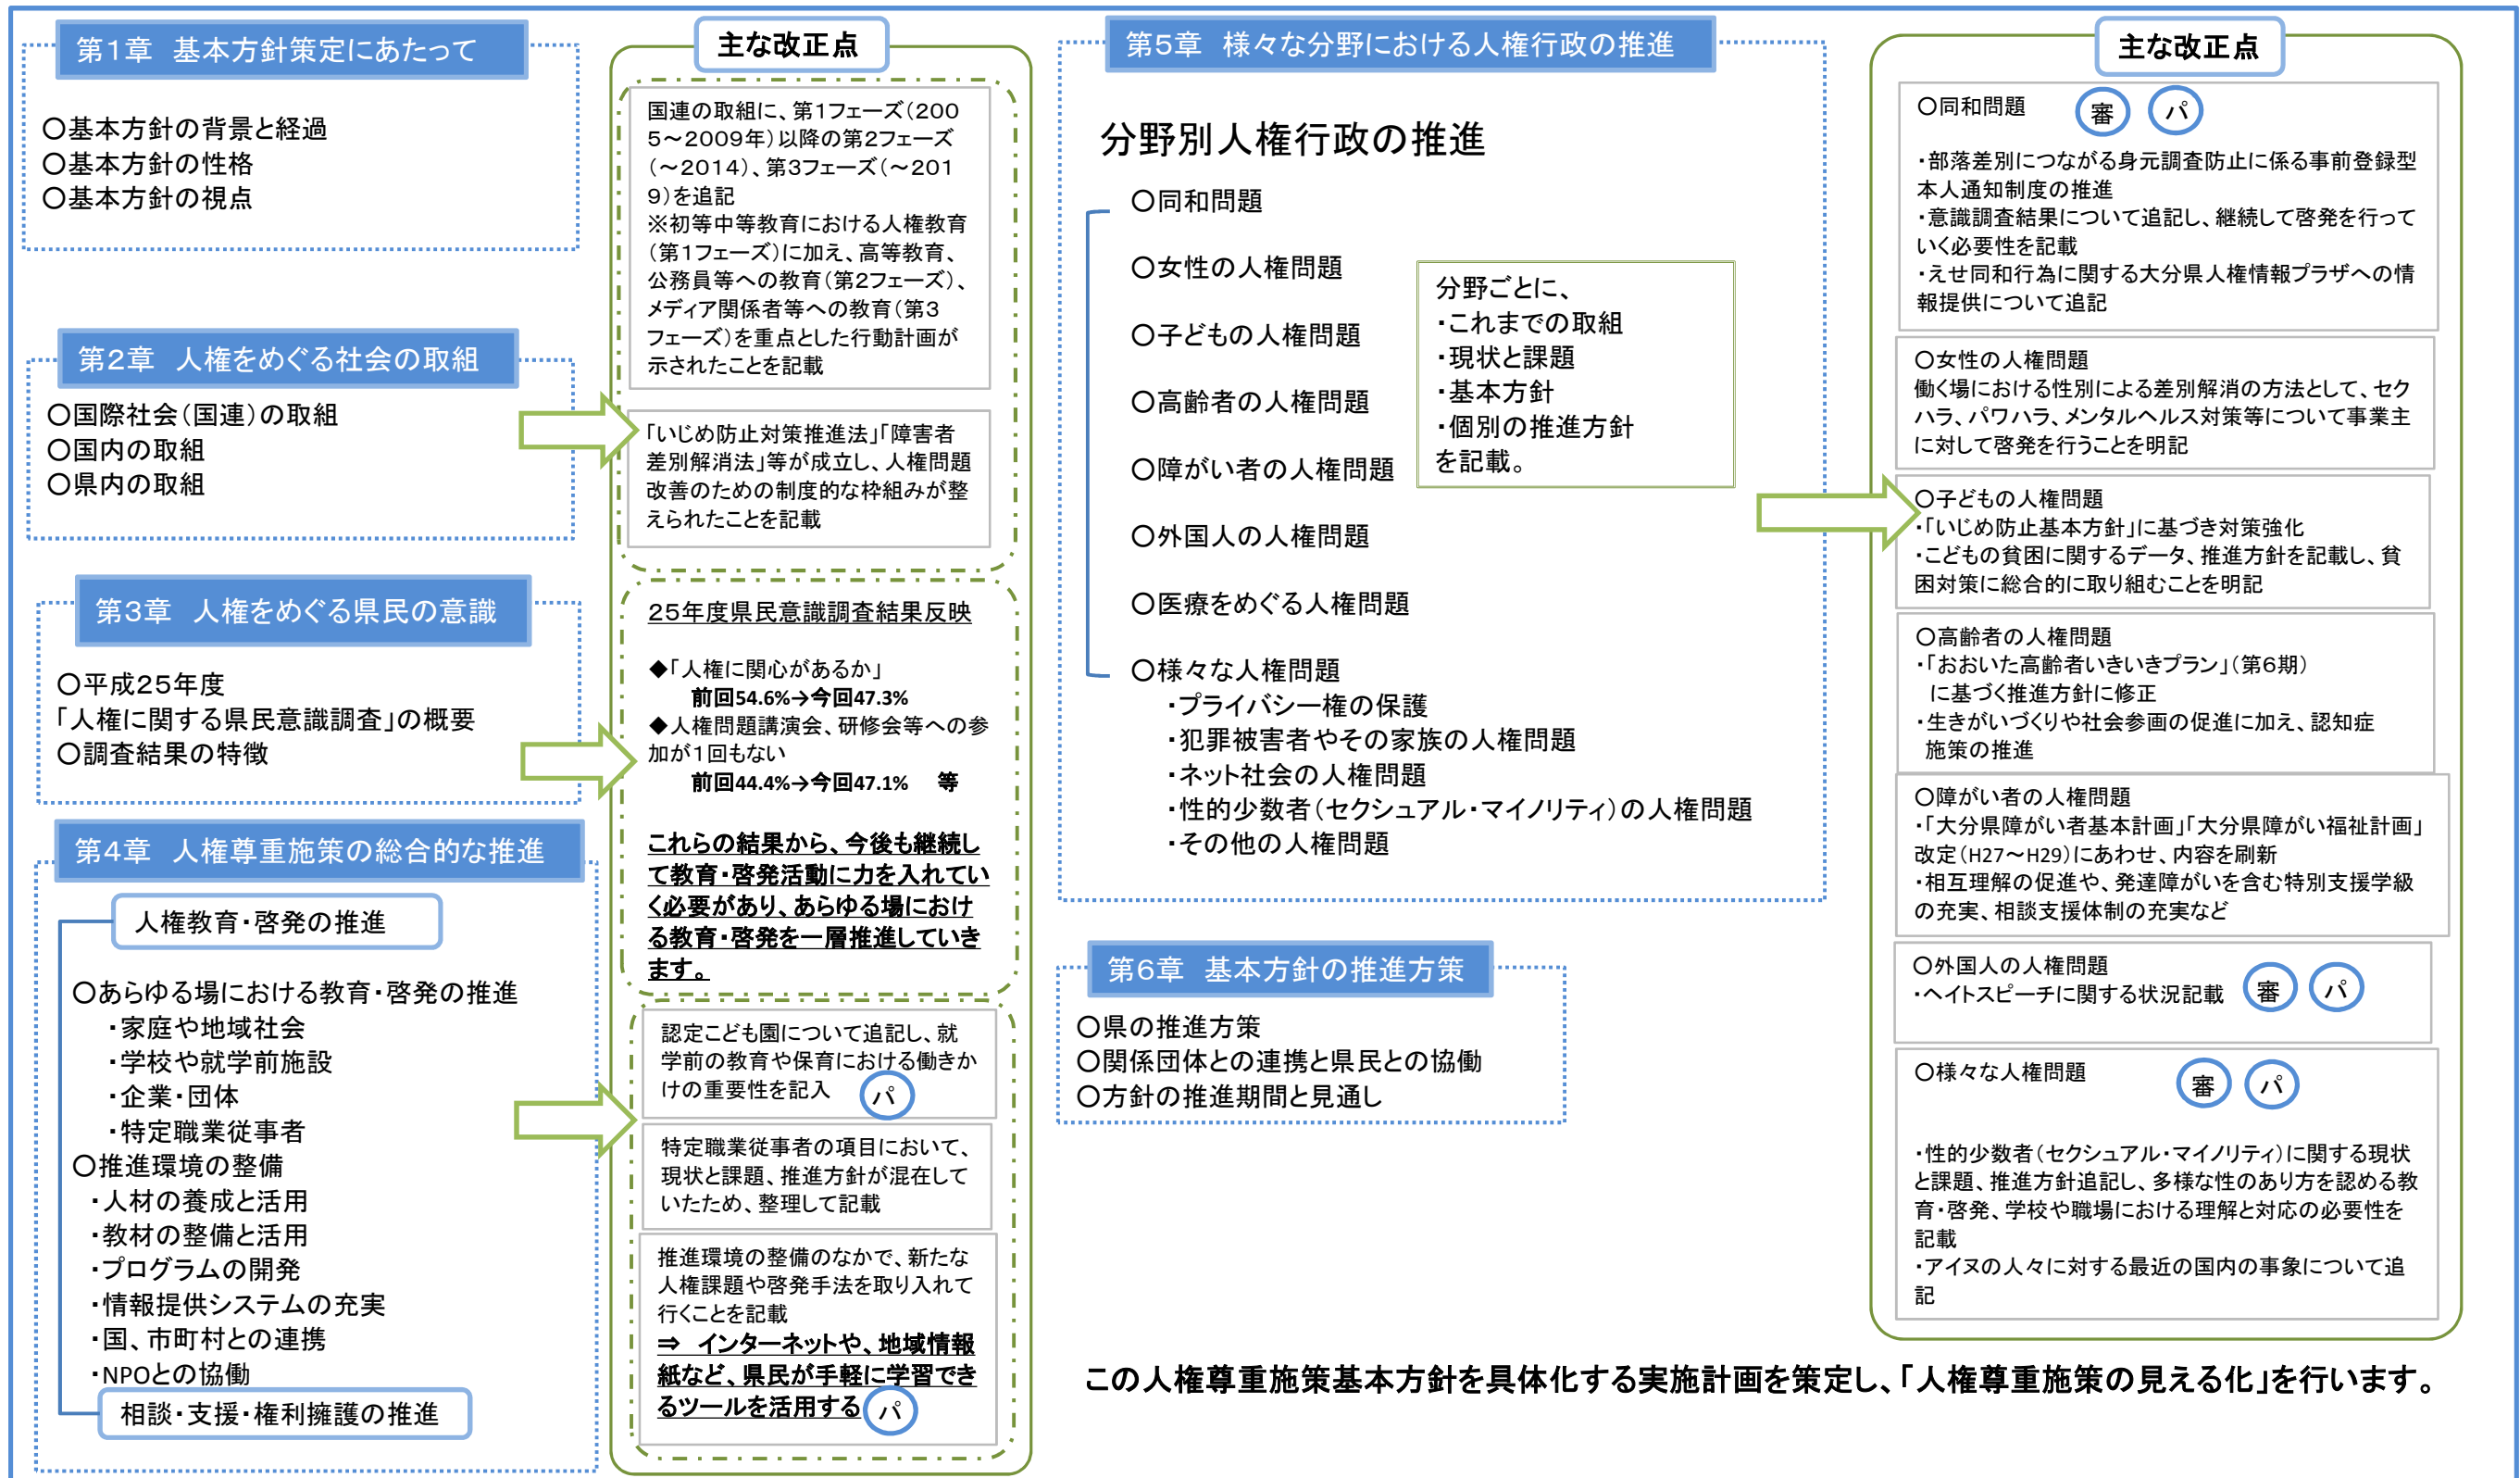 第1章　基本方針策定にあたって
〇基本方針の背景と経過
〇基本方針の性格
〇基本方針の視点
第2章　人権をめぐる社会の取組
〇国際社会(国連)の取組
〇国内の取組
〇県内の取組
第3章　人権をめぐる県民の意識
〇平成25年度
「人権に関する県民意識調査」の概要
〇調査結果の特徴
第4章　人権尊重施策の総合的な推進
人権教育・啓発の推進
〇あらゆる場における教育・啓発の推進
・家庭や地域社会
・学校や就学前施設
・企業・団体
・特定職業従事者
〇推進環境の整備
・人材の養成と活用
・教材の整備と活用
・プログラムの開発
・情報提供システムの充実
・国、市町村との連携
・NPOとの協働
相談・支援・権利擁護の推進
主な改正点
国連の取組に、第1フェーズ(200
5～2009年)以降の第2フェーズ
(～2014)、第3フェーズ(～201
9)を追記
※初等中等教育における人権教育
(第1フェーズ)に加え、高等教育、
公務員等への教育(第2フェーズ)、
メディア関係者等への教育(第3
フェーズ)を重点とした行動計画が
示されたことを記載
「いじめ防止対策推進法」「障害者
差別解消法」等が成立し、人権問題
改善のための制度的な枠組みが整
えられたことを記載
25年度県民意識調査結果反映
◆「人権に関心があるか」
前回54.6%→今回47.3%
◆人権問題講演会、研修会等への参
加が1回もない
前回44.4%→今回47.1%　等
これらの結果から、今後も継続し
て教育・啓発活動に力を入れてい
く必要があり、あらゆる場におけ
る教育・啓発を一層推進していき
ます。
認定こども園について追記し、就
学前の教育や保育における働きか
けの重要性を記入　パ
特定職業従事者の項目において、
現状と課題、推進方針が混在して
いたため、整理して記載
推進環境の整備のなかで、新たな
人権課題や啓発手法を取り入れて
行くことを記載
⇒　インターネットや、地域情報
紙など、県民が手軽に学習でき
るツールを活用する　パ
第5章　様々な分野における人権行政の推進
分野別人権行政の推進
〇同和問題
〇女性の人権問題
〇子どもの人権問題
〇高齢者の人権問題
〇障がい者の人権問題
〇外国人の人権問題
〇医療をめぐる人権問題
〇様々な人権問題
・プライバシー権の保護
・犯罪被害者やその家族の人権問題
・ネット社会の人権問題
・性的少数者(セクシュアル・マイノリティ)の人権問題
・その他の人権問題
分野ごとに、
・これまでの取組
・現状と課題
・基本方針
・個別の推進方針
を記載。
第6章　基本方針の推進方策
〇県の推進方策
〇関係団体との連携と県民との協働
〇方針の推進期間と見通し
主な改正点
〇同和問題　審　パ
・部落差別につながる身元調査防止に係る事前登録型
本人通知制度の推進
・意識調査結果について追記し、継続して啓発を行って
いく必要性を記載
・えせ同和行為に関する大分県人権情報プラザへの情
報提供について追記
〇女性の人権問題
働く場における性別による差別解消の方法として、セク
ハラ、パワハラ、メンタルヘルス対策等について事業主
に対して啓発を行うことを明記
〇子どもの人権問題
・「いじめ防止基本方針」に基づき対策強化
・こどもの貧困に関するデータ、推進方針を記載し、貧
困対策に総合的に取り組むことを明記
〇高齢者の人権問題
・「おおいた高齢者いきいきプラン」(第6期)
に基づく推進方針に修正
・生きがいづくりや社会参画の促進に加え、認知症
施策の推進
〇障がい者の人権問題
・「大分県障がい者基本計画」「大分県障がい福祉計画」
改定(H27～H29)にあわせ、内容を刷新
・相互理解の促進や、発達障がいを含む特別支援学級
の充実、相談支援体制の充実など
〇外国人の人権問題
・ヘイトスピーチに関する状況記載　審　パ
〇様々な人権問題　審　パ
・性的少数者(セクシュアル・マイノリティ)に関する現状
と課題、推進方針追記し、多様な性のあり方を認める教
育・啓発、学校や職場における理解と対応の必要性を
記載
・アイヌの人々に対する最近の国内の事象について追
記
この人権尊重施策基本方針を具体化する実施計画を策定し、「人権尊重施策の見える化」を行います。